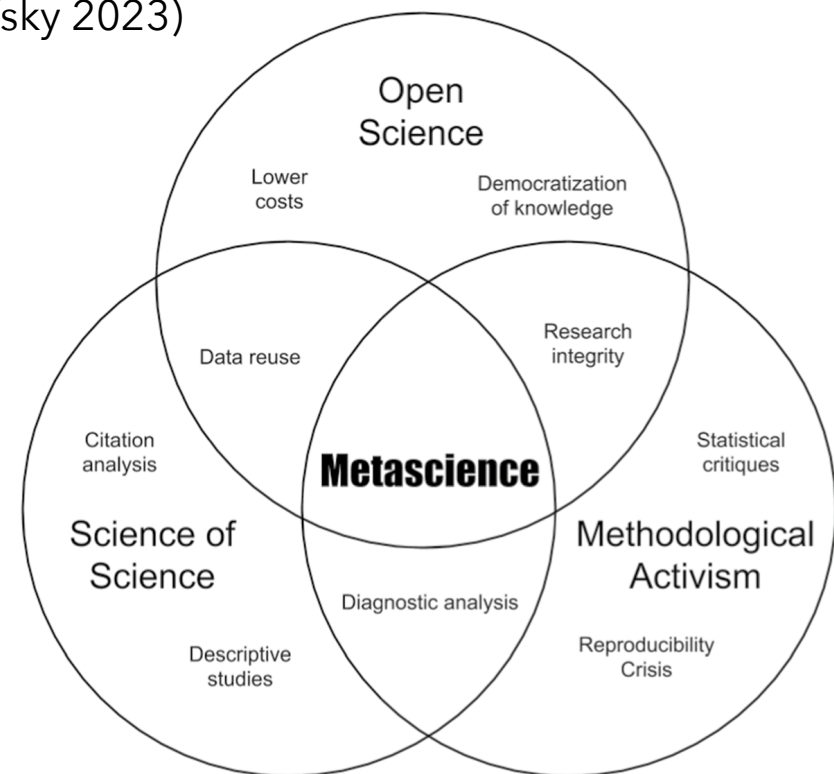 sky 2023)
Open
Science
Lower
costs
Democratization
of knowledge
Data reuse
Research
integrity
Citation
analysis
Metascience
Statistical
critiques
Science of
Science
Methodological
Activism
Diagnostic analysis
Descriptive
studies
Reproducibility
Crisis